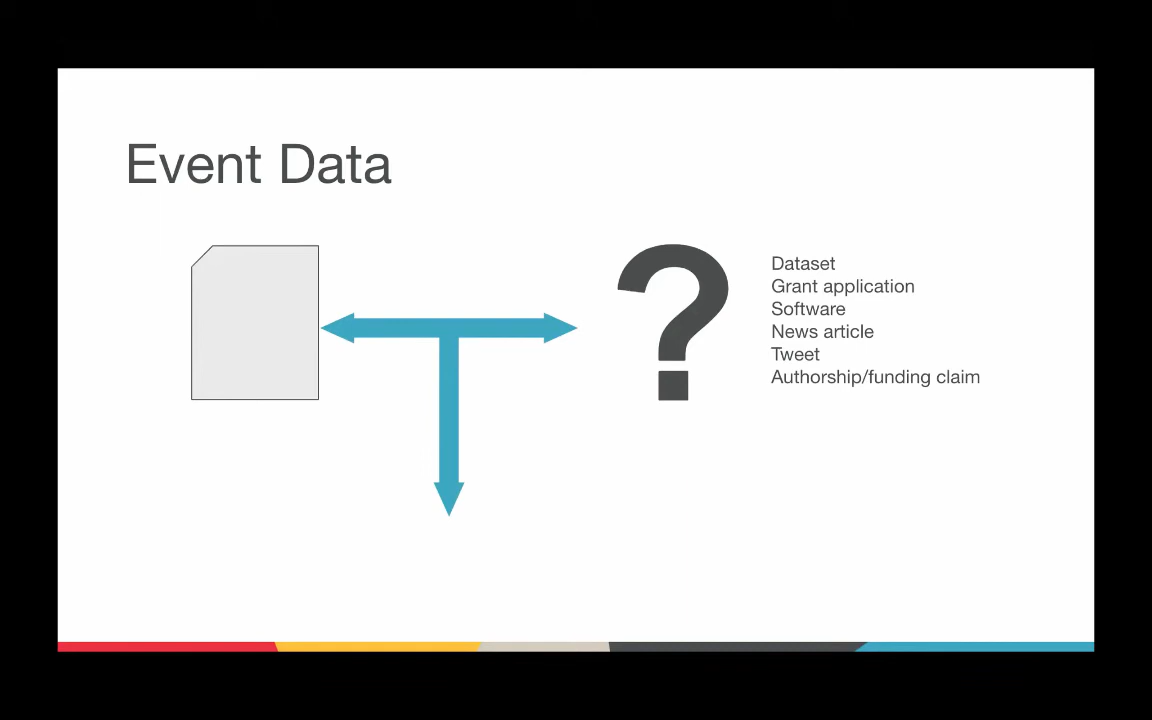 Event Data
?
Dataset
Grant application
Software
News article
Tweet
Authorship/funding claim